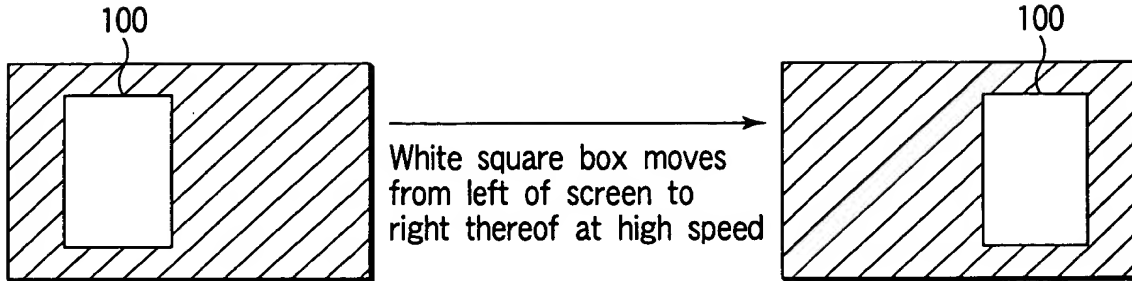 100
100
White square box moves
from left of screen to
right thereof at high speed